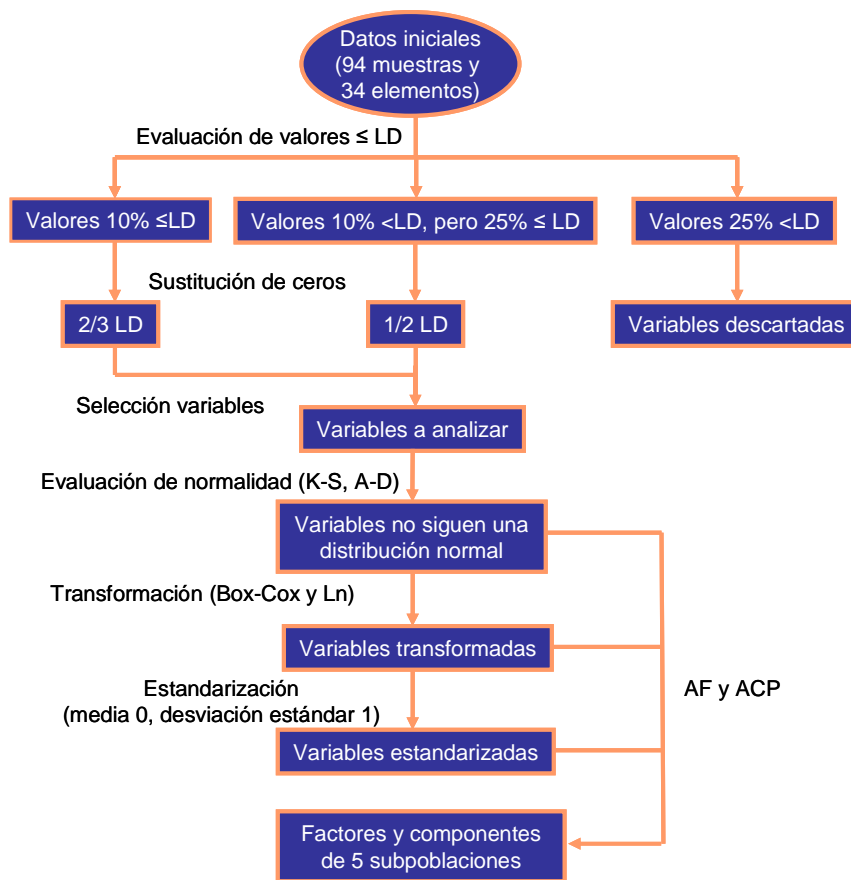 Datos iniciales
(94 muestras y
34 elementos)
Evaluación de valores ≤ LD
Valores 10% ≤LD
Valores 10% <LD, pero 25% ≤ LD
Valores 25% <LD
Sustitución de ceros
2/3 LD
1/2 LD
Variables descartadas
Selección variables
Variables a analizar
Evaluación de normalidad (K-S, A-D)
Variables no siguen una
distribución normal
Transformación (Box-Cox y Ln)
Variables transformadas
Estandarización
(media 0, desviación estándar 1)
AF y ACP
Variables estandarizadas
Factores y componentes
de 5 subpoblaciones